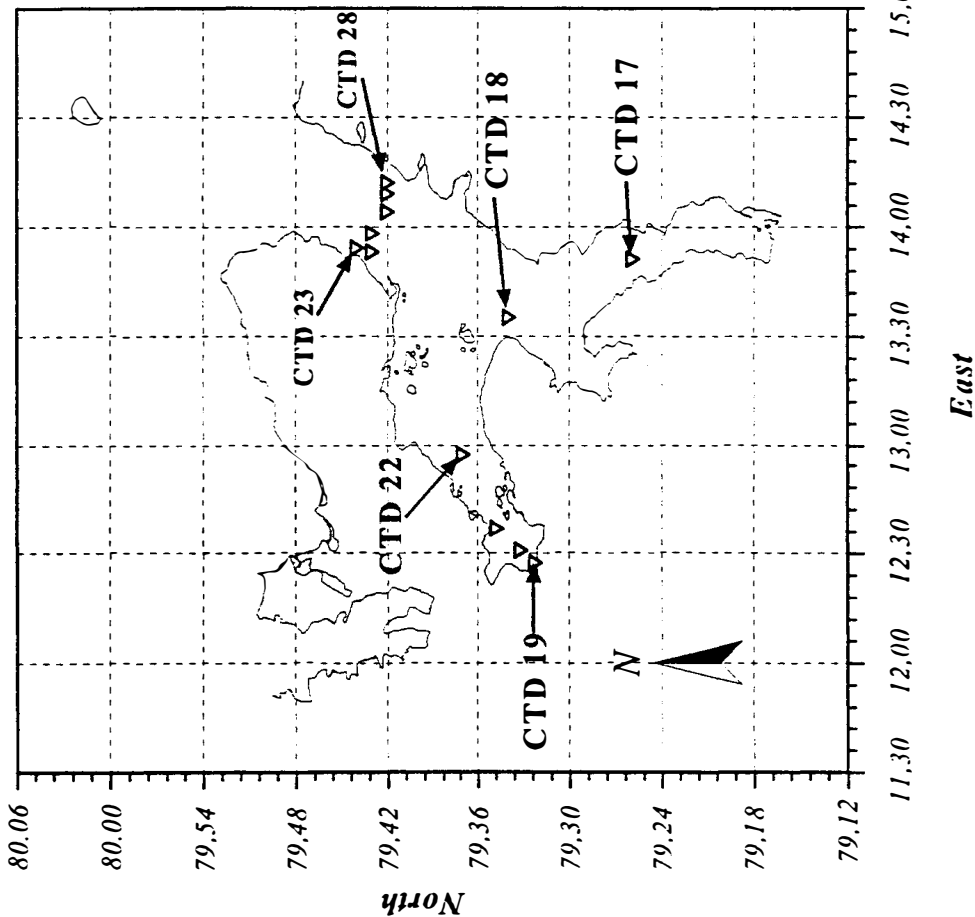 80.06
80.00
79,54
79,48
79,42
79,36
79,30
79,24
79,18
79,12
North
11,30
12,00
12,30
13,00
13,30
14,00
14,30
East
CTD 28
CTD 23
CTD 18
CTD 17
CTD 22
CTD 19
N